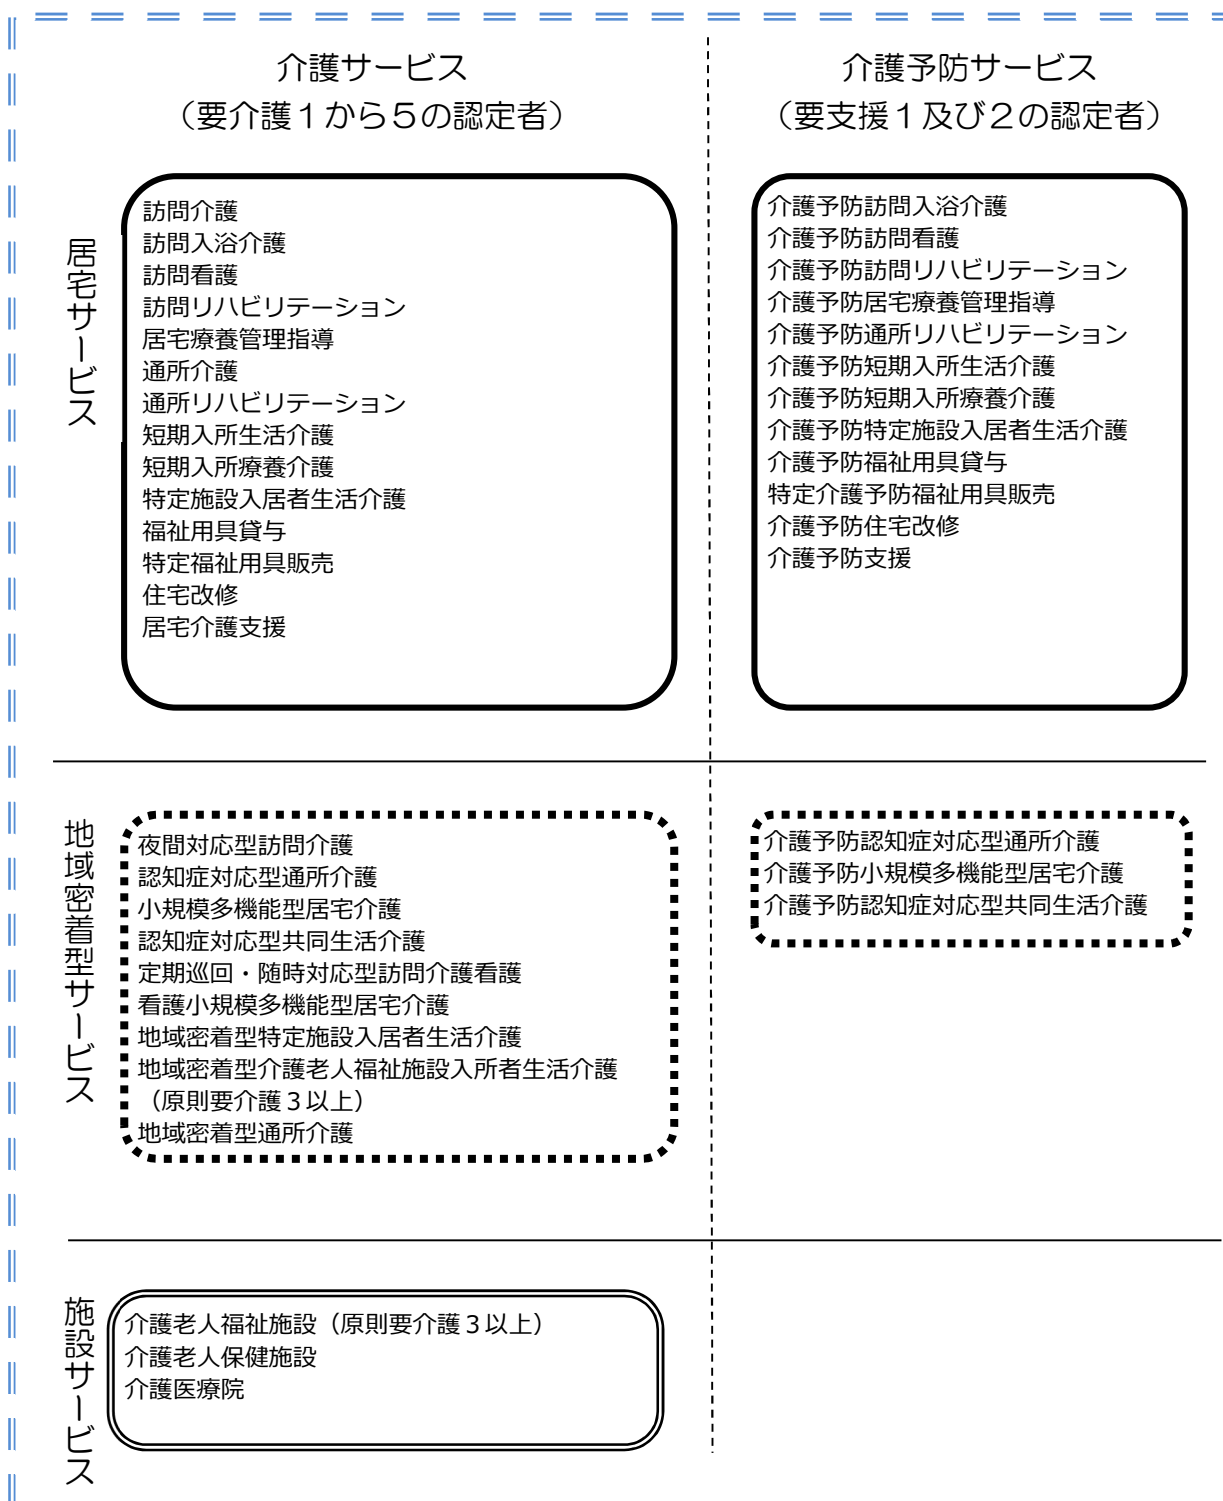 介護サービス
（要介護１から５の認定者）
介護予防サービス
（要支援１及び２の認定者）
居宅サービス
訪問介護
訪問入浴介護
訪問看護
訪問リハビリテーション
居宅療養管理指導
通所介護
通所リハビリテーション
短期入所生活介護
短期入所療養介護
特定施設入居者生活介護
福祉用具貸与
特定福祉用具販売
住宅改修
居宅介護支援
介護予防訪問入浴介護
介護予防訪問看護
介護予防訪問リハビリテーション
介護予防居宅療養管理指導
介護予防通所リハビリテーション
介護予防短期入所生活介護
介護予防短期入所療養介護
介護予防特定施設入居者生活介護
介護予防福祉用具貸与
特定介護予防福祉用具販売
介護予防住宅改修
介護予防支援
地域密着型サービス
夜間対応型訪問介護
認知症対応型通所介護
小規模多機能型居宅介護
認知症対応型共同生活介護
定期巡回・随時対応型訪問介護看護
看護小規模多機能型居宅介護
地域密着型特定施設入居者生活介護
地域密着型介護老人福祉施設入所者生活介護
（原則要介護３以上）
地域密着型通所介護
介護予防認知症対応型通所介護
介護予防小規模多機能型居宅介護
介護予防認知症対応型共同生活介護
施設サービス
介護老人福祉施設（原則要介護３以上）
介護老人保健施設
介護医療院